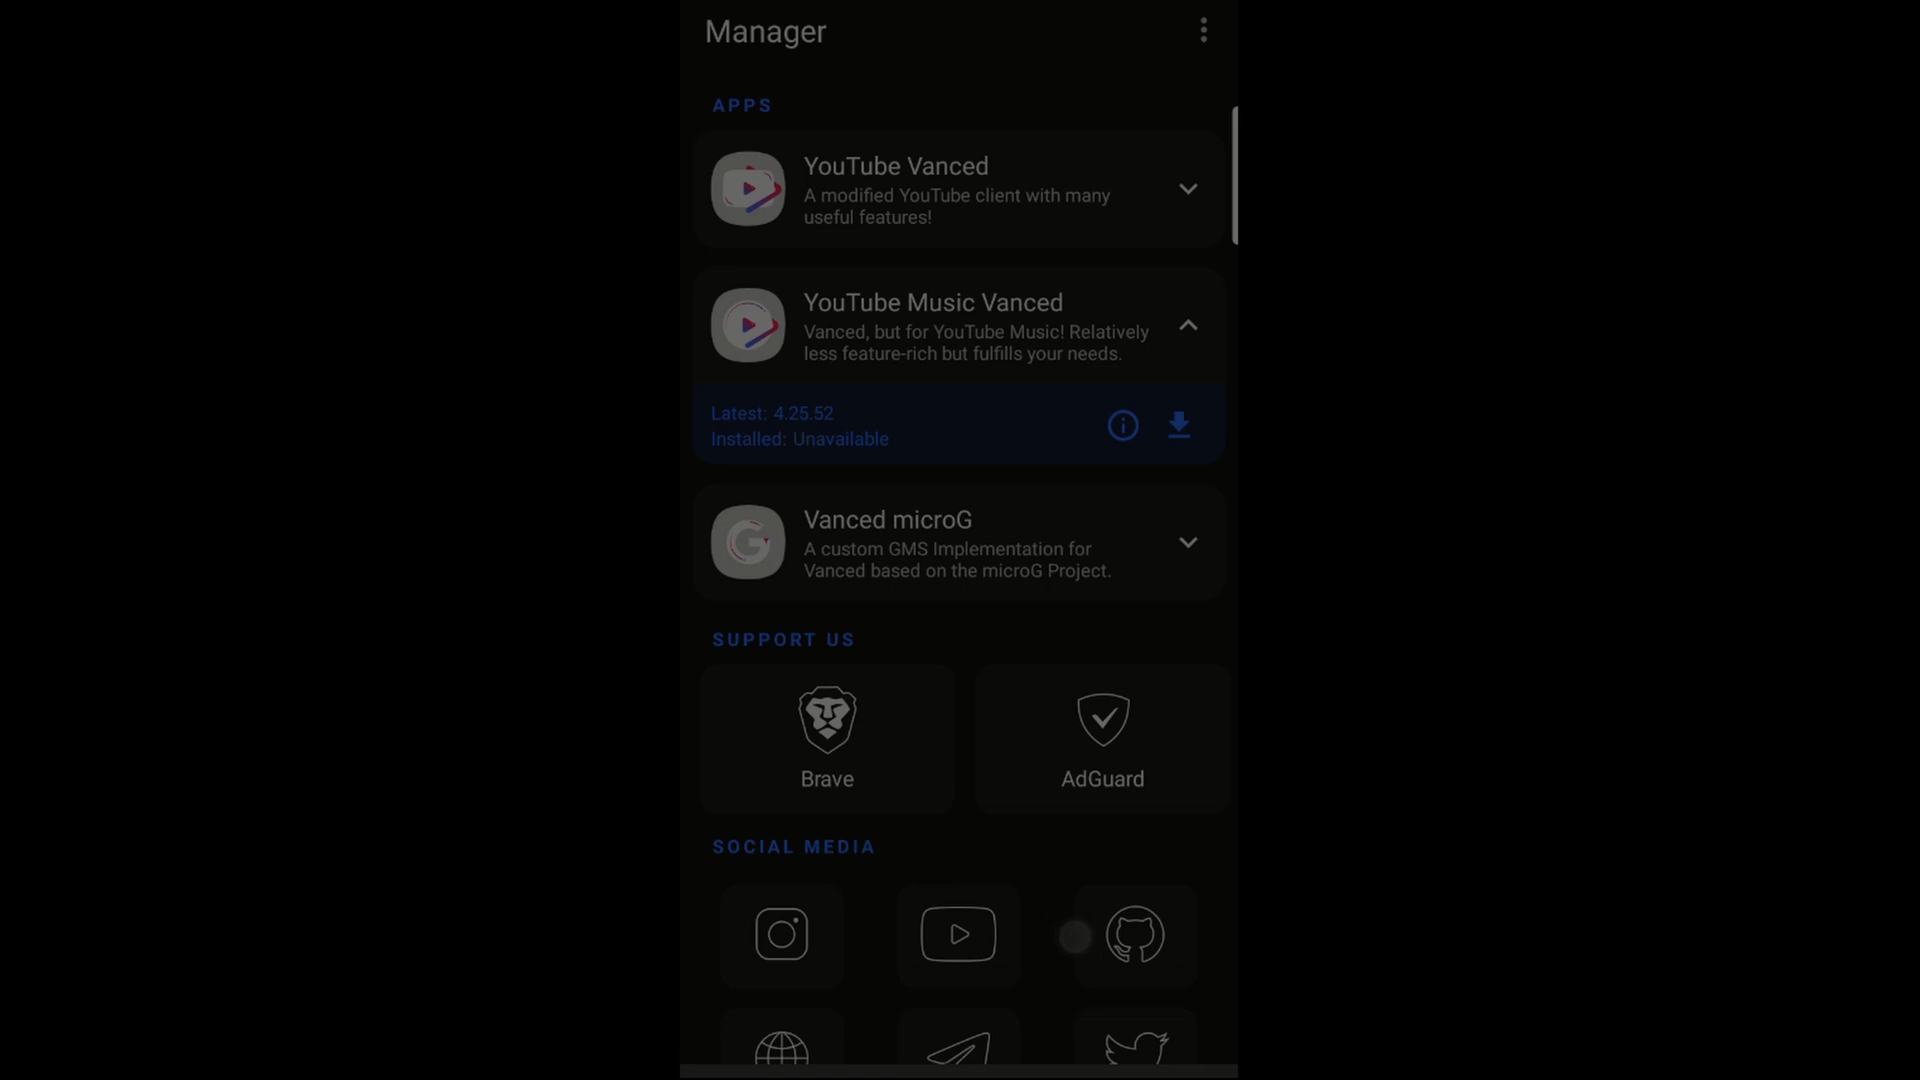 Manager
APPS
YouTube Vanced
A modified YouTube client with many
useful features!
YouTube Music Vanced
Vanced, but for YouTube Music! Relatively
less feature-rich but fulfills your needs.
Latest: 4.25.52
Installed: Unavailable
Vanced microG
A custom GMS Implementation for
Vanced based on the microG Project.
SUPPORT US
Brave
AdGuard
SOCIAL MEDIA